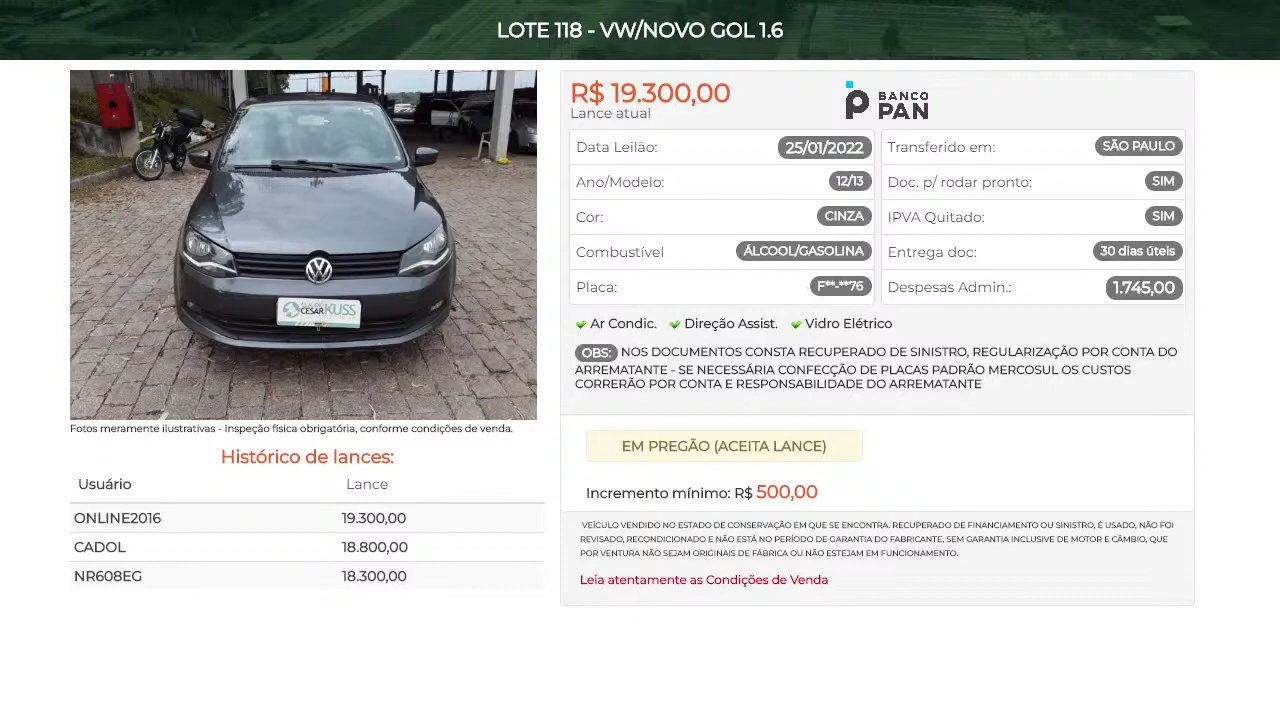 LOTE 118 - VW/NOVO GOL 1.6
CESAR KUSS
Fotos meramente ilustrativas - Inspeção física obrigatória, conforme condições de venda.
Histórico de lances:
Usuário Lance
ONLINE2016 19.300,00
CADOL 18.800,00
NR608EG 18.300,00
R$ 19.300,00
Lance atual
BANCO
PAN
Data Leilão: 25/01/2022
Ano/Modelo: 12/13
Cor: CINZA
Combustível ÁLCOOL/GASOLINA
Placa: F**-**76
Transferido em: SÃO PAULO
Doc. p/ rodar pronto: SIM
IPVA Quitado: SIM
Entrega doc: 30 dias úteis
Despesas Admin.: 1.745,00
Ar Condic. Direção Assist. Vidro Elétrico
OBS: NOS DOCUMENTOS CONSTA RECUPERADO DE SINISTRO, REGULARIZAÇÃO POR CONTA DO
ARREMATANTE - SE NECESSÁRIA CONFECÇÃO DE PLACAS PADRÃO MERCOSUL OS CUSTOS
CORRERÃO POR CONTA E RESPONSABILIDADE DO ARREMATANTE
EM PREGÃO (ACEITA LANCE)
Incremento mínimo: R$ 500,00
VEÍCULO VENDIDO NO ESTADO DE CONSERVAÇÃO EM QUE SE ENCONTRA. RECUPERADO DE FINANCIAMENTO OU SINISTRO, É USADO, NÃO FOI
REVISADO, RECONDICIONADO E NÃO ESTÁ NO PERÍODO DE GARANTIA DO FABRICANTE, SEM GARANTIA INCLUSIVE DE MOTOR E CÂMBIO, QUE
POR VENTURA NÃO SEJAM ORIGINAIS DE FÁBRICA OU NÃO ESTEJAM EM FUNCIONAMENTO.
Leia atentamente as Condições de Venda